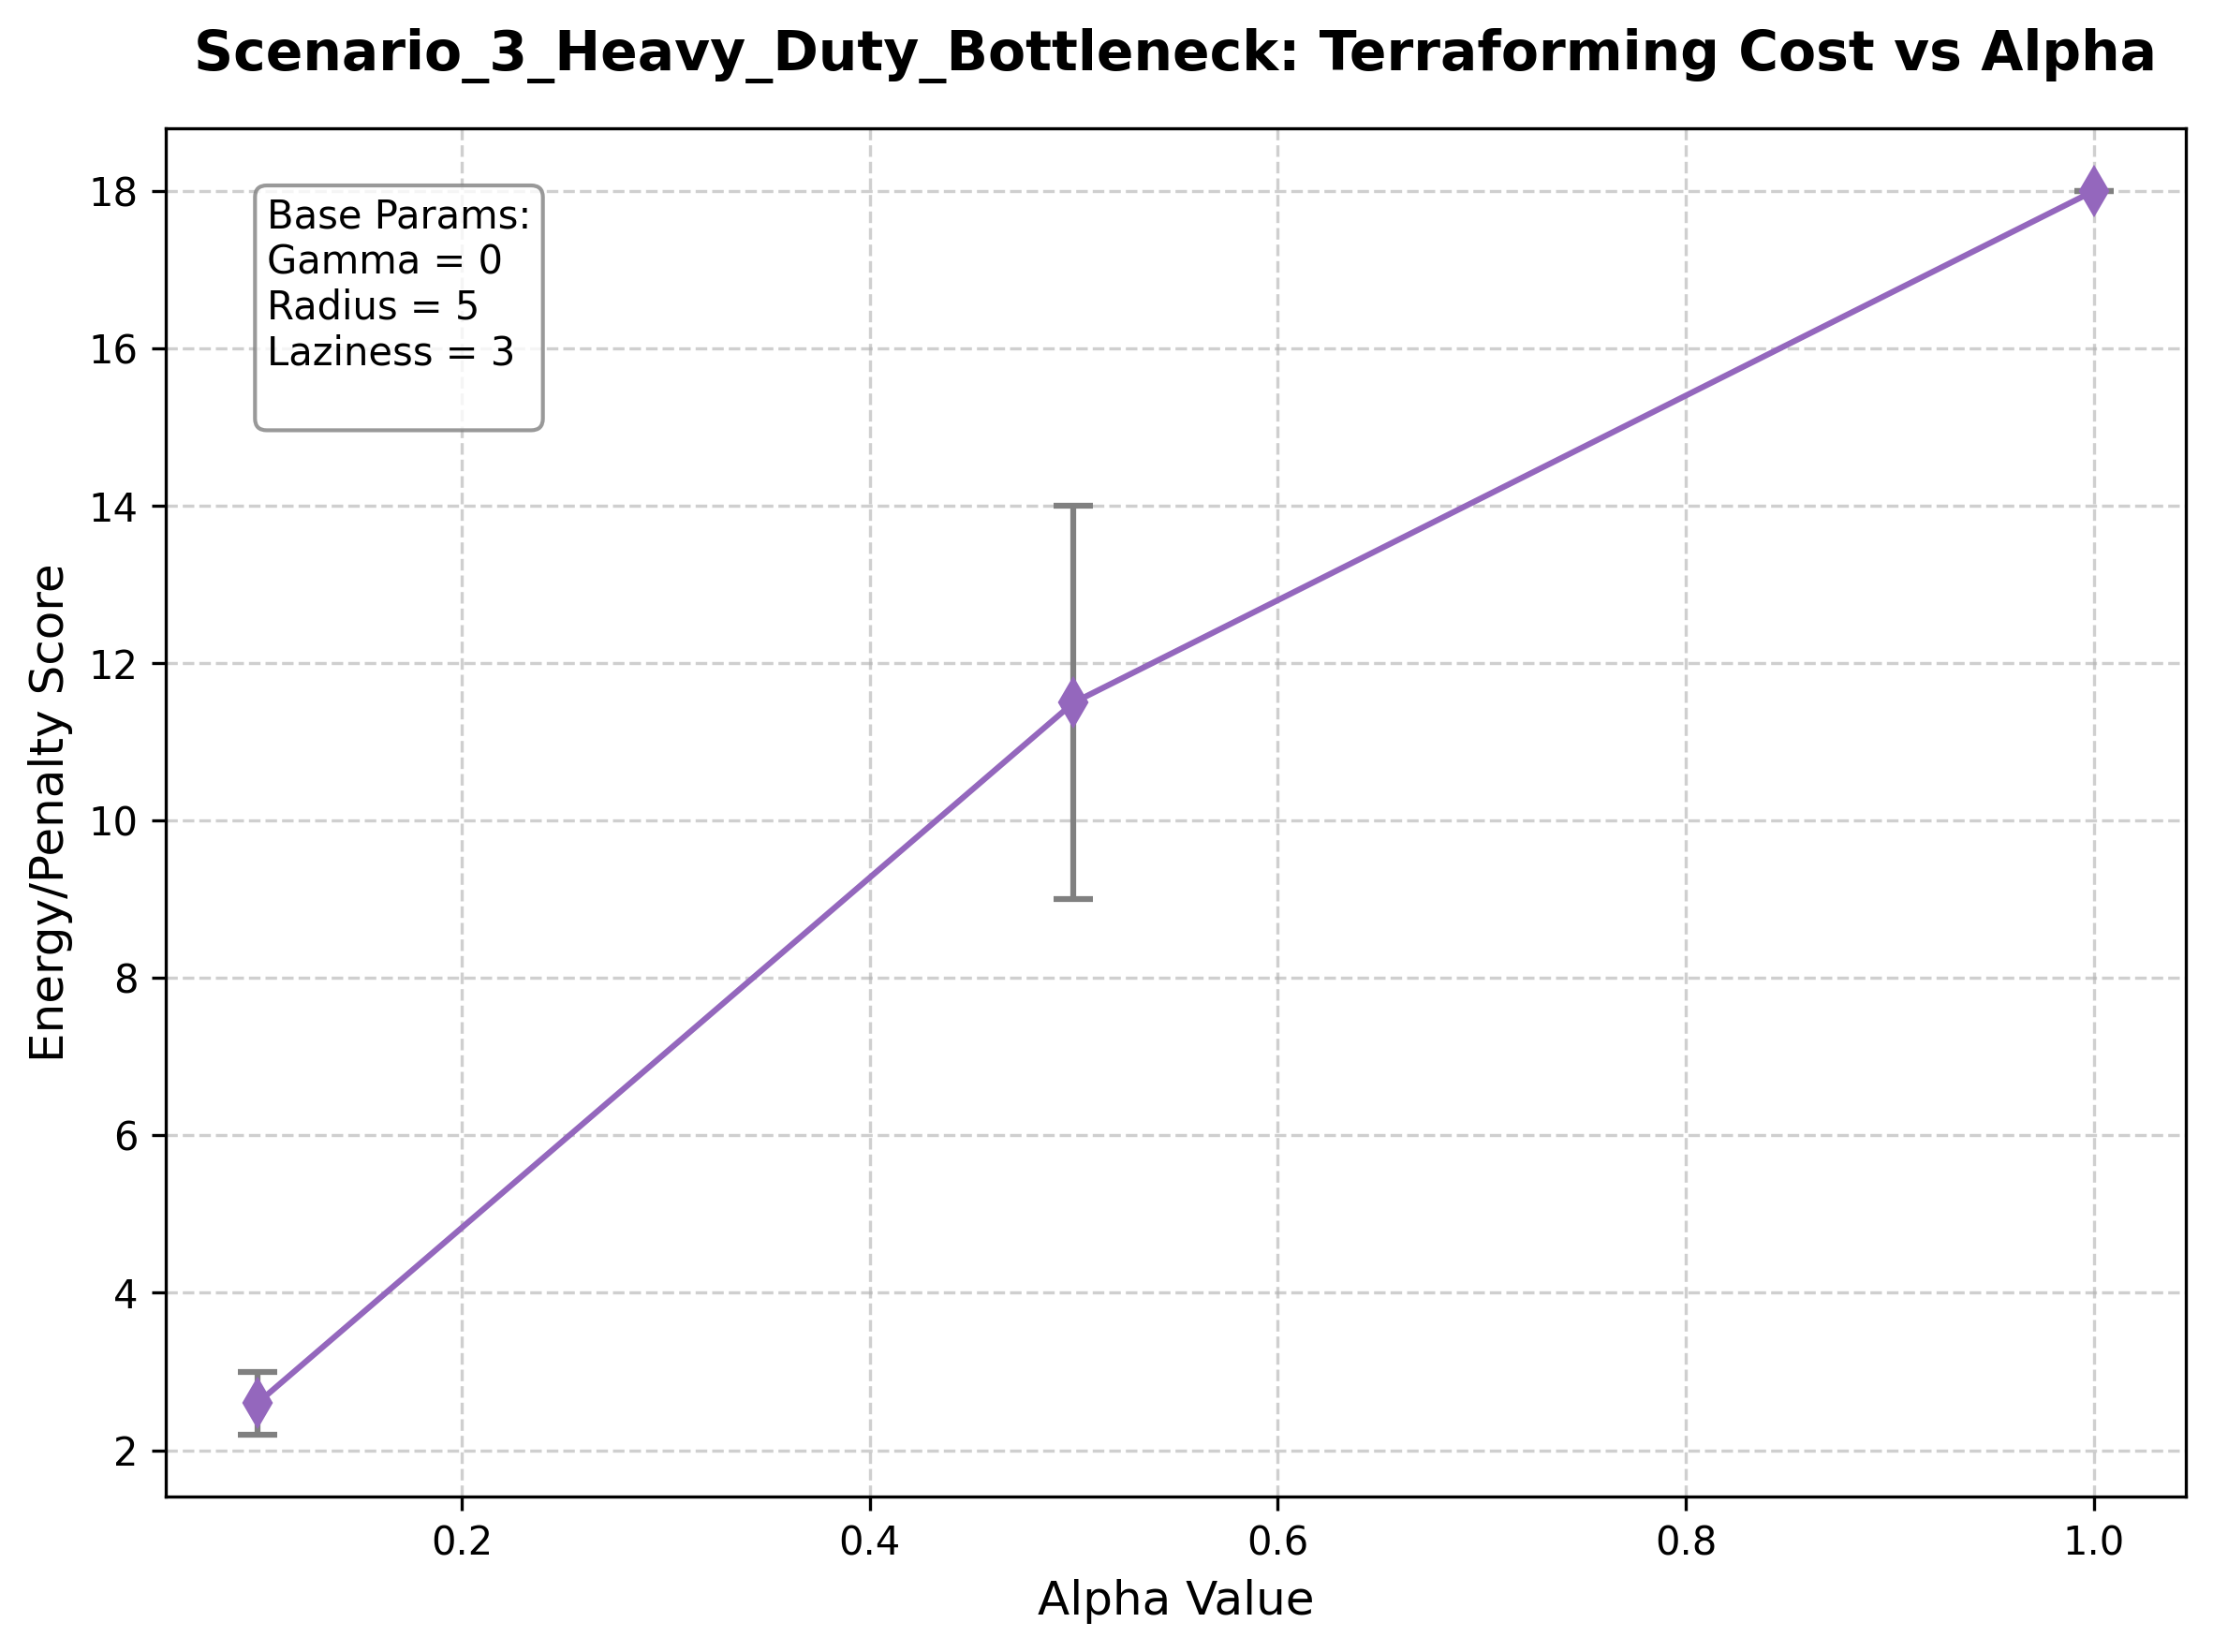 Scenario_3_Heavy_Duty_Bottleneck: Terraforming Cost vs Alpha
Base Params:
Gamma = 0
Radius = 5
Laziness = 3
Energy/Penalty Score
18
16
14
12
10
8
6
4
2
0.2 0.4 0.6 0.8 1.0
Alpha Value